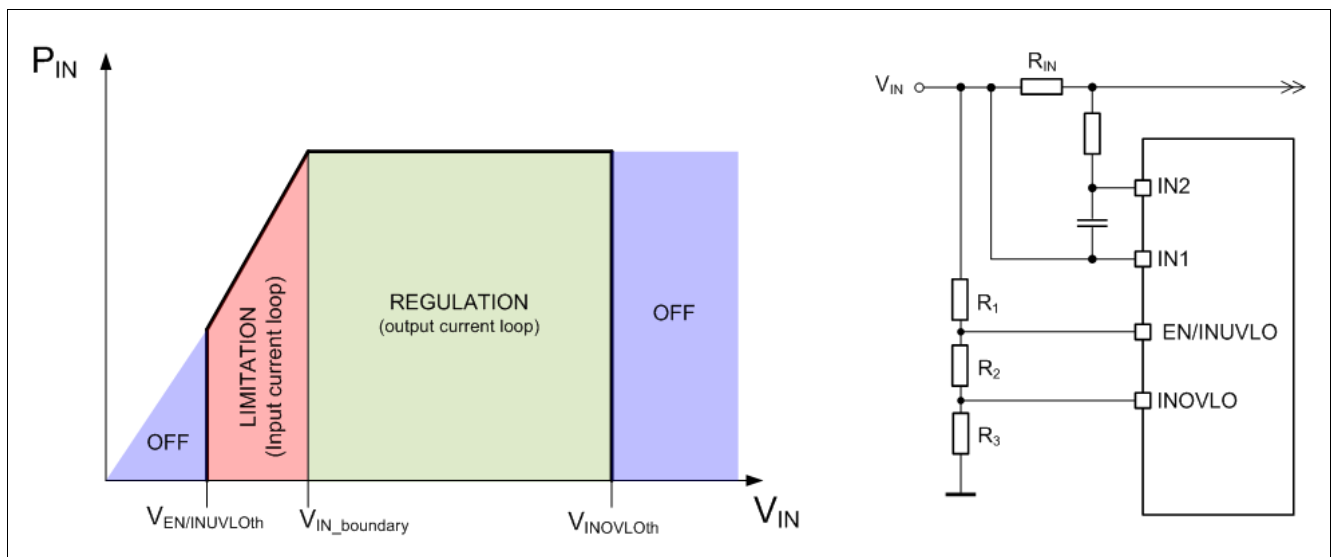 P_IN
OFF
LIMITATION
(Input current loop)
REGULATION
(output current loop)
OFF
V_EN/INUVLOth
V_IN_boundary
V_INOVLOth
V_IN
V_IN
R_IN
IN2
IN1
R_1
EN/INUVLO
R_2
INOVLO
R_3